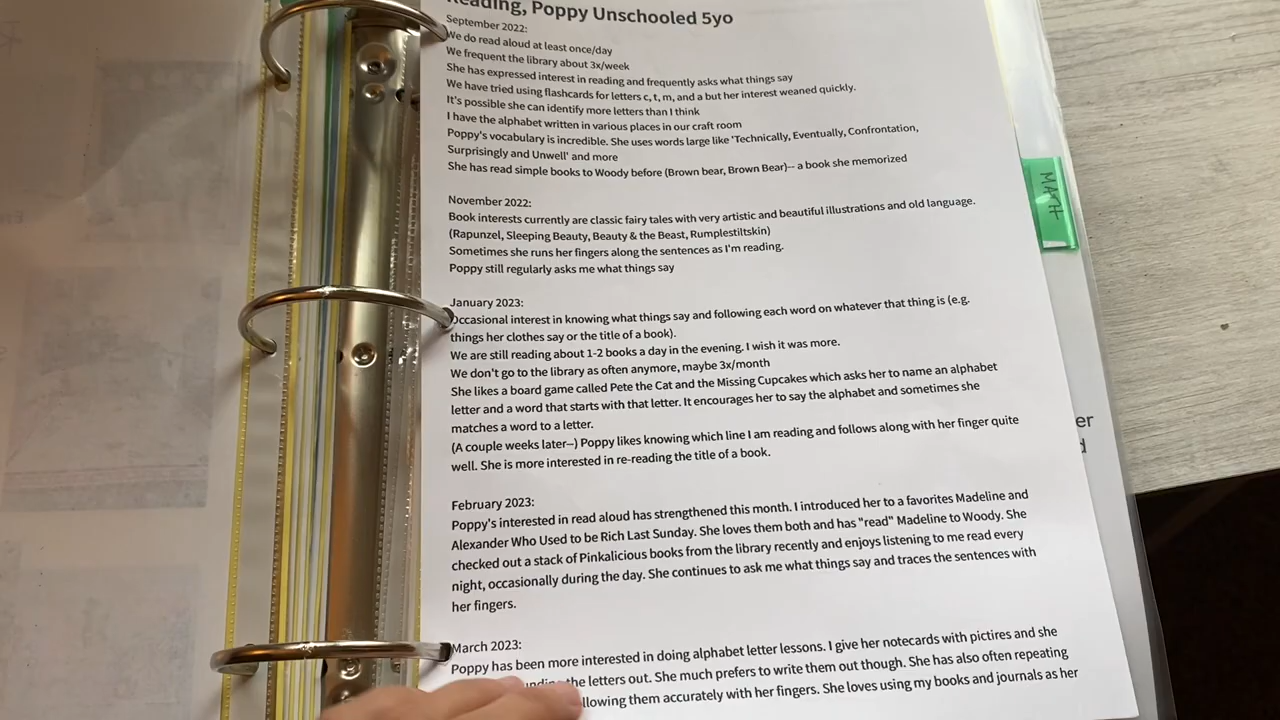 Reading, Poppy Unschooled 5yo
September 2022:
We do read aloud at least once/day
We frequent the library about 3x/week
She has expressed interest in reading and frequently asks what things say
We have tried using flashcards for letters c, t, m, and a but her interest weaned quickly.
It's possible she can identify more letters than I think
I have the alphabet written in various places in our craft room
Poppy's vocabulary is incredible. She uses words large like 'Technically, Eventually, Confrontation,
Surprisingly and Unwell' and more
She has read simple books to Woody before (Brown bear, Brown Bear)-- a book she memorized
November 2022:
Book interests currently are classic fairy tales with very artistic and beautiful illustrations and old language.
(Rapunzel, Sleeping Beauty, Beauty & the Beast, Rumplestiltskin)
Sometimes she runs her fingers along the sentences as I'm reading.
Poppy still regularly asks me what things say
January 2023:
Occasional interest in knowing what things say and following each word on whatever that thing is (e.g.
things her clothes say or the title of a book).
We are still reading about 1-2 books a day in the evening. I wish it was more.
We don't go to the library as often anymore, maybe 3x/month
She likes a board game called Pete the Cat and the Missing Cupcakes which asks her to name an alphabet
letter and a word that starts with that letter. It encourages her to say the alphabet and sometimes she
matches a word to a letter.
(A couple weeks later--) Poppy likes knowing which line I am reading and follows along with her finger quite
well. She is more interested in re-reading the title of a book.
February 2023:
Poppy's interested in read aloud has strengthened this month. I introduced her to a favorites Madeline and
Alexander Who Used to be Rich Last Sunday. She loves them both and has "read" Madeline to Woody. She
checked out a stack of Pinkalicious books from the library recently and enjoys listening to me read every
night, occasionally during the day. She continues to ask me what things say and traces the sentences with
her fingers.
March 2023:
Poppy has been more interested in doing alphabet letter lessons. I give her notecards with pictires and she
the letters out. She much prefers to write them out though. She has also often repeating
them accurately with her fingers. She loves using my books and journals as her
MATH
er